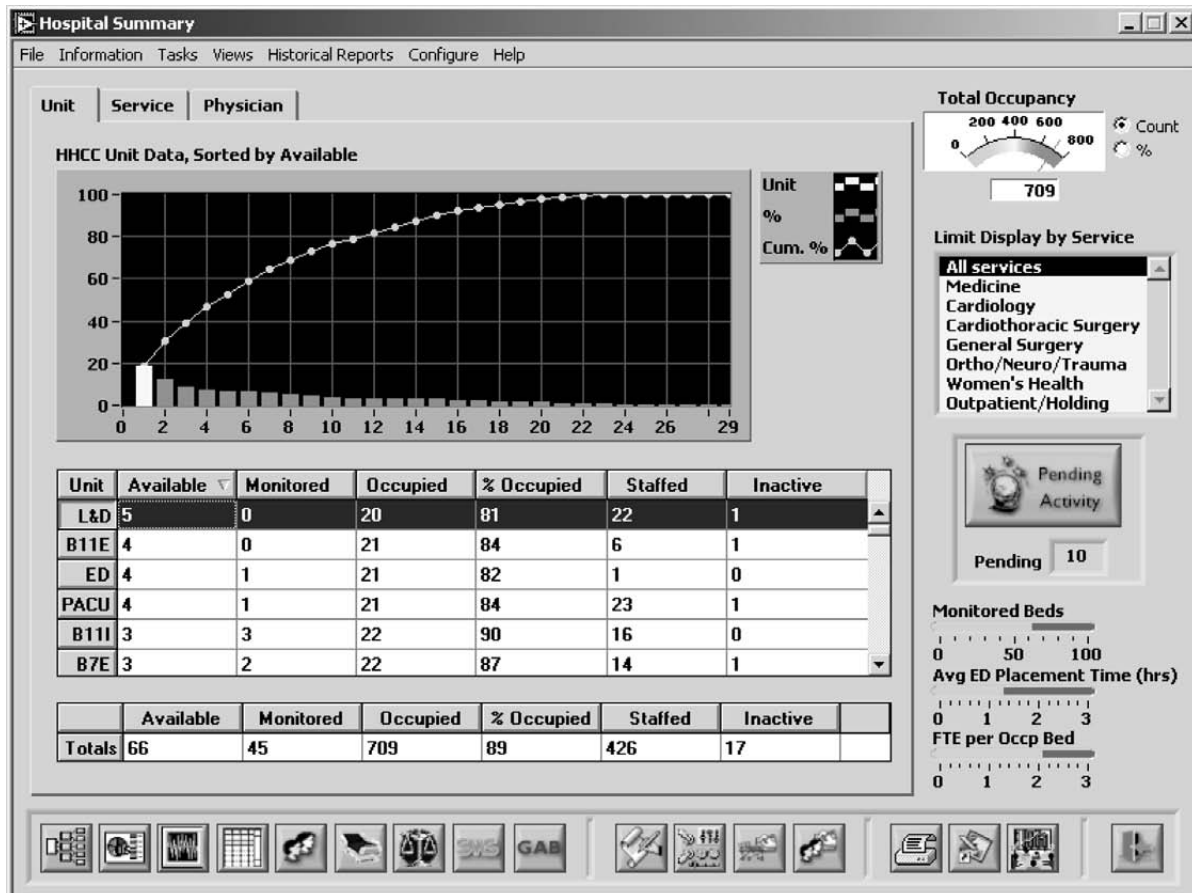 Hospital Summary
File Information Tasks Views Historical Reports Configure Help
Unit Service Physician
HHCC Unit Data, Sorted by Available
100
80
60
40
20
0
0 2 4 6 8 10 12 14 16 18 20 22 24 26 29
Unit
%
Cum. %
Unit Available Monitored Occupied % Occupied Staffed Inactive
L&D 5 0 20 81 22 1
B11E 4 0 21 84 6 1
ED 4 1 21 82 1 0
PACU 4 1 21 84 23 1
B11I 3 3 22 90 16 0
B7E 3 2 22 87 14 1
Available Monitored Occupied % Occupied Staffed Inactive
Totals 66 45 709 89 426 17
Total Occupancy
0 200 400 600 800
Count
%
709
Limit Display by Service
All services
Medicine
Cardiology
Cardiothoracic Surgery
General Surgery
Ortho/Neuro/Trauma
Women's Health
Outpatient/Holding
Pending
Activity
Pending 10
Monitored Beds
0 50 100
Avg ED Placement Time (hrs)
0 1 2 3
FTE per Occp Bed
0 1 2 3
SMS GAB